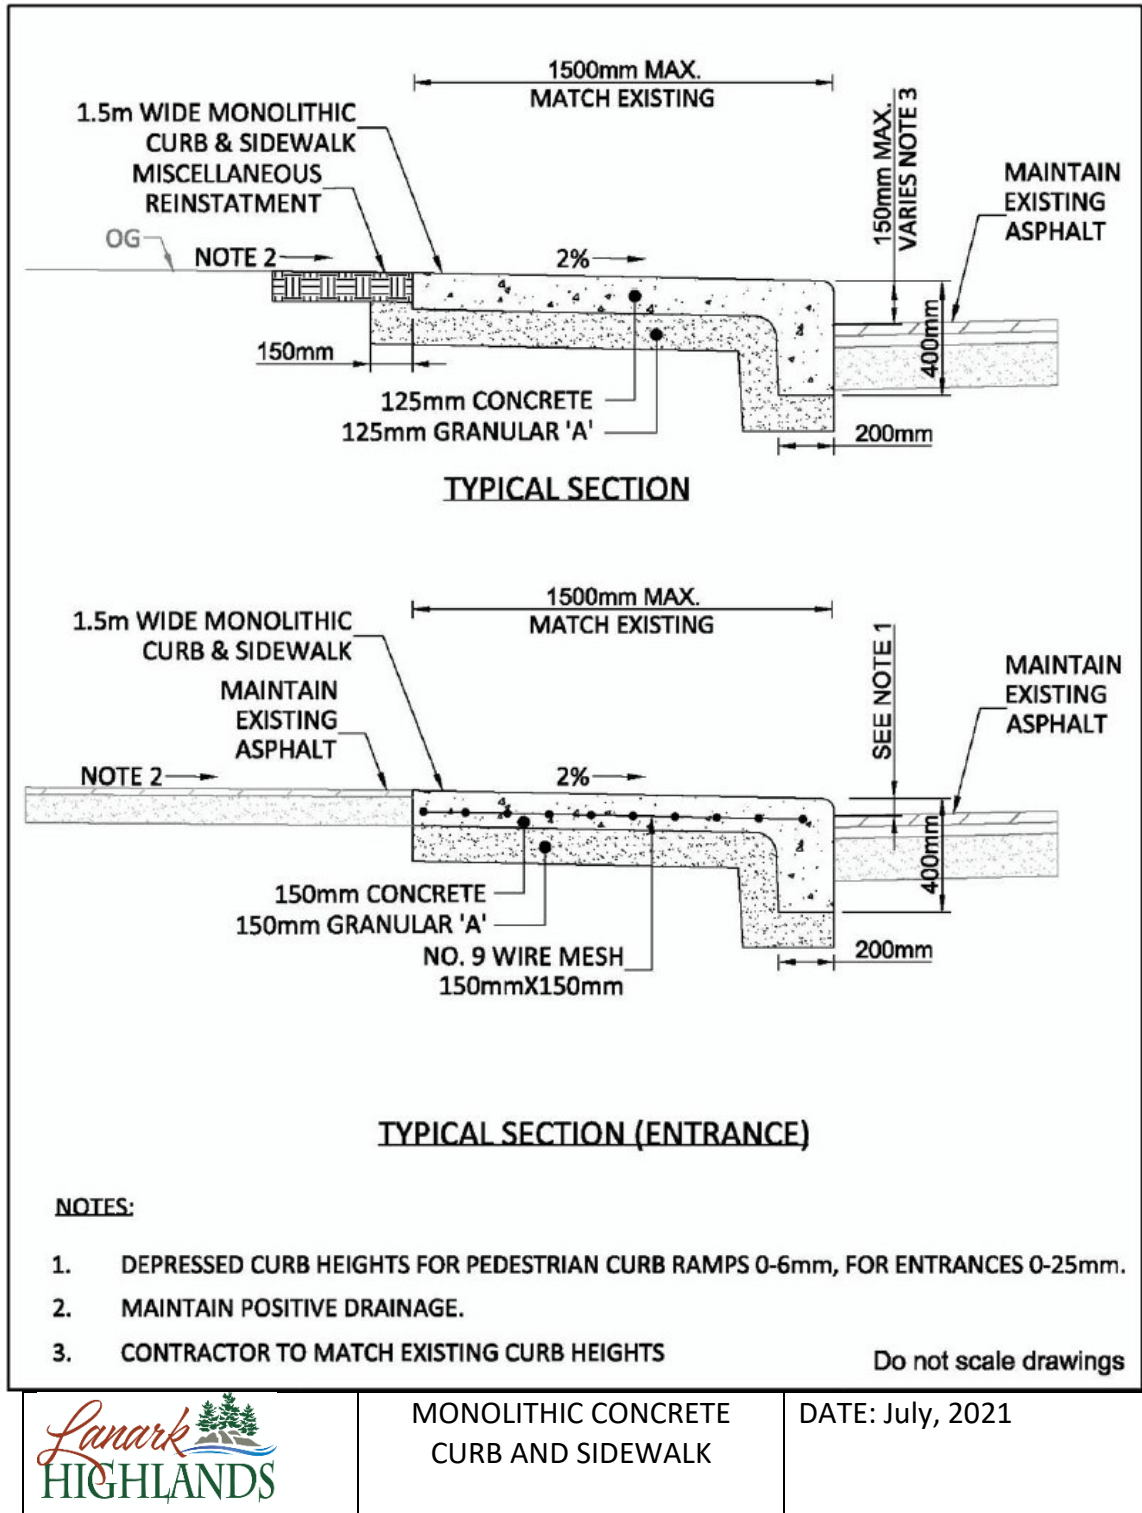 1500mm MAX.
MATCH EXISTING
1.5m WIDE MONOLITHIC
CURB & SIDEWALK
MISCELLANEOUS
REINSTATMENT
150mm MAX.
VARIES NOTE 3
MAINTAIN
EXISTING
ASPHALT
OG
NOTE 2
2%
400mm
150mm
125mm CONCRETE
125mm GRANULAR 'A'
200mm
TYPICAL SECTION
1500mm MAX.
MATCH EXISTING
1.5m WIDE MONOLITHIC
CURB & SIDEWALK
MAINTAIN
EXISTING
ASPHALT
SEE NOTE 1
MAINTAIN
EXISTING
ASPHALT
NOTE 2
2%
400mm
150mm CONCRETE
150mm GRANULAR 'A'
NO. 9 WIRE MESH
150mmX150mm
200mm
TYPICAL SECTION (ENTRANCE)
NOTES:
1. DEPRESSED CURB HEIGHTS FOR PEDESTRIAN CURB RAMPS 0-6mm, FOR ENTRANCES 0-25mm.
2. MAINTAIN POSITIVE DRAINAGE.
3. CONTRACTOR TO MATCH EXISTING CURB HEIGHTS
Do not scale drawings
Lanark
HIGHLANDS
MONOLITHIC CONCRETE
CURB AND SIDEWALK
DATE: July, 2021